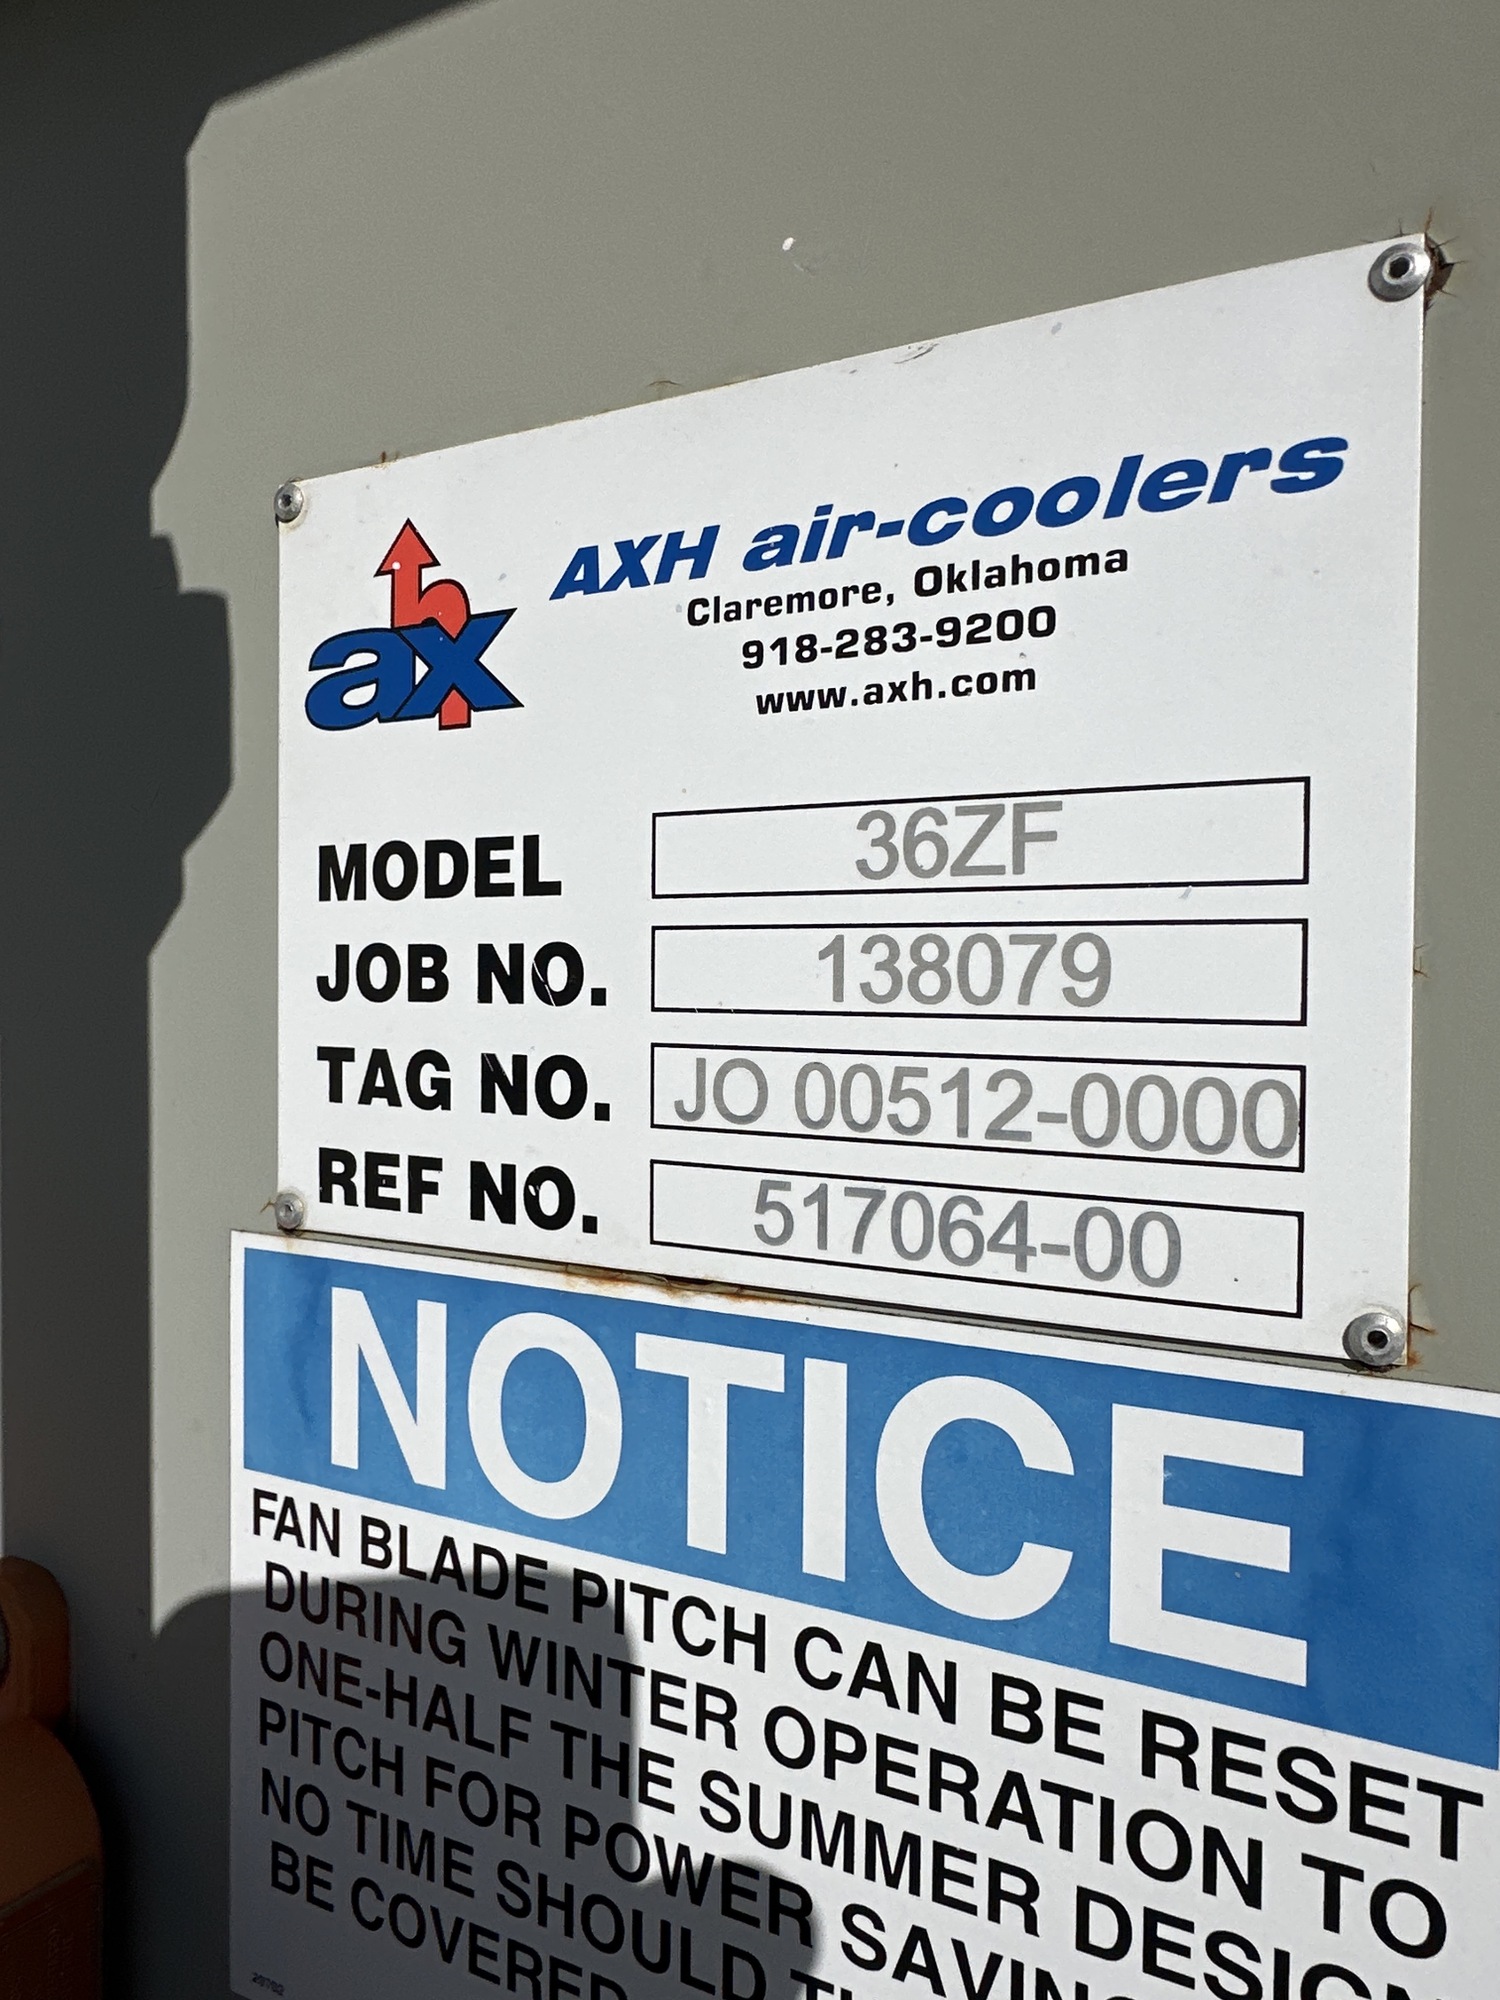 ahx
AXH air-coolers
Claremore, Oklahoma
918-283-9200
www.axh.com
MODEL 36ZF
JOB NO. 138079
TAG NO. JO 00512-0000
REF NO. 517064-00
NOTICE
FAN BLADE PITCH CAN BE RESET
DURING WINTER OPERATION TO
ONE-HALF THE SUMMER DESIGN
PITCH FOR POWER SAVING
NO TIME SHOULD
BE COVERED